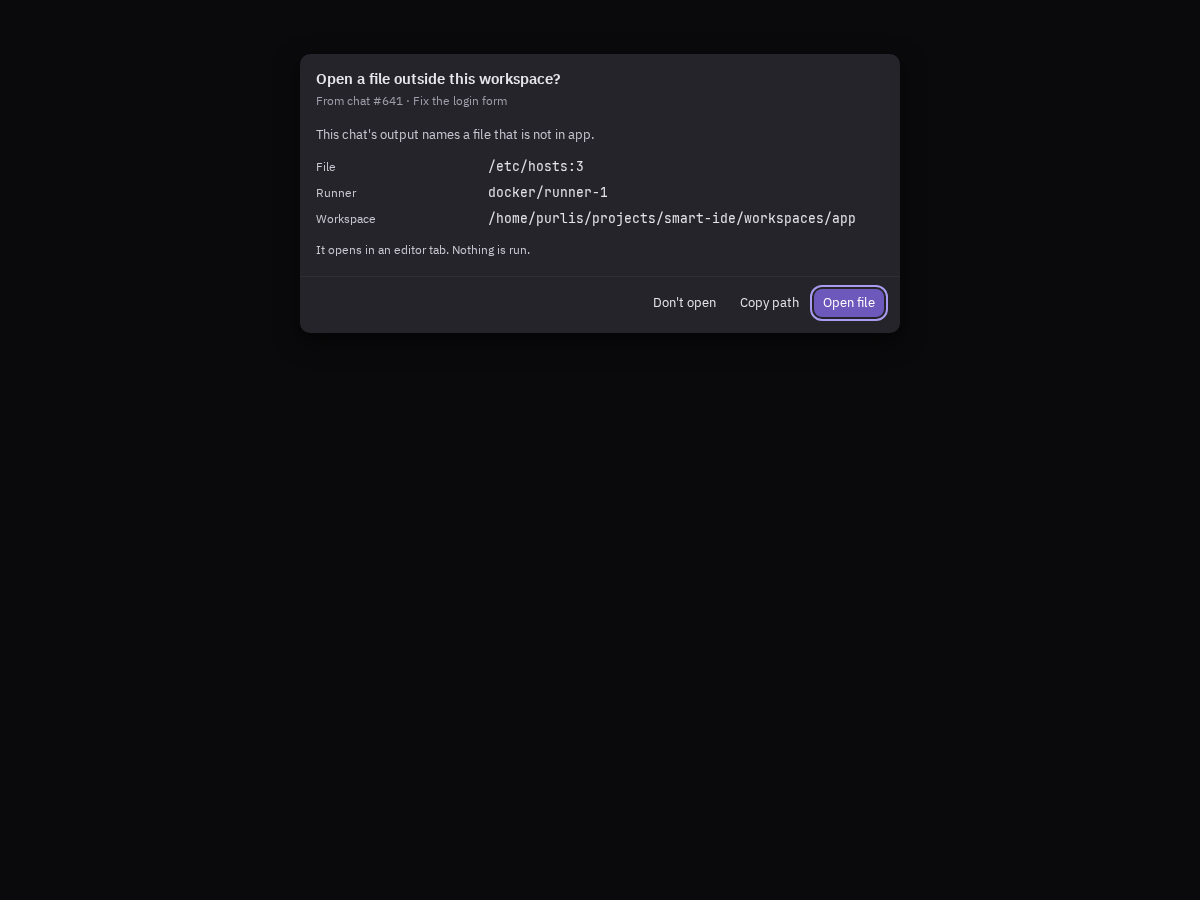 Open a file outside this workspace?
From chat #641 · Fix the login form
This chat's output names a file that is not in app.
File /etc/hosts:3
Runner docker/runner-1
Workspace /home/purlis/projects/smart-ide/workspaces/app
It opens in an editor tab. Nothing is run.
Don't open Copy path Open file